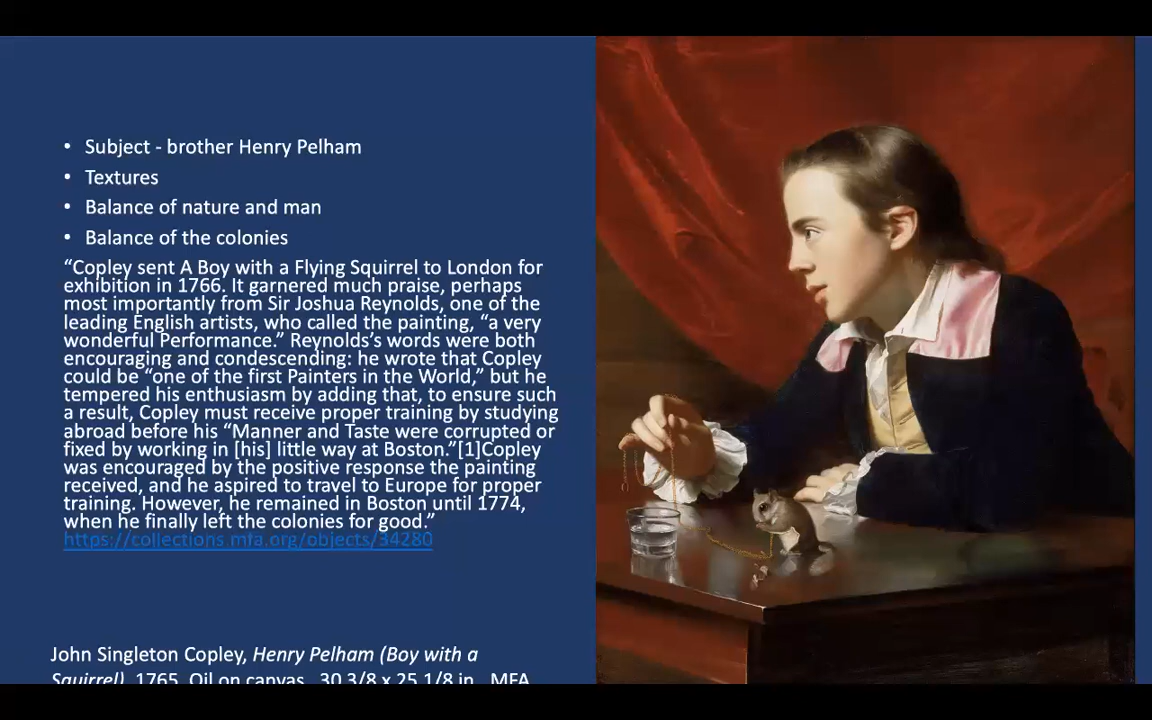 • Subject - brother Henry Pelham
• Textures
• Balance of nature and man
• Balance of the colonies
“Copley sent A Boy with a Flying Squirrel to London for
exhibition in 1766. It garnered much praise, perhaps
most importantly from Sir Joshua Reynolds, one of the
leading English artists, who called the painting, “a very
wonderful Performance.” Reynolds’s words were both
encouraging and condescending: he wrote that Copley
could be “one of the first Painters in the World,” but he
tempered his enthusiasm by adding that, to ensure such
a result, Copley must receive proper training by studying
abroad before his “Manner and Taste were corrupted or
fixed by working in [his] little way at Boston.”[1]Copley
was encouraged by the positive response the painting
received, and he aspired to travel to Europe for proper
training. However, he remained in Boston until 1774,
when he finally left the colonies for good.”
https://collections.mfa.org/objects/34280
John Singleton Copley, Henry Pelham (Boy with a
Squirrel), 1765, Oil on canvas, 30 3/8 x 25 1/8 in., MFA